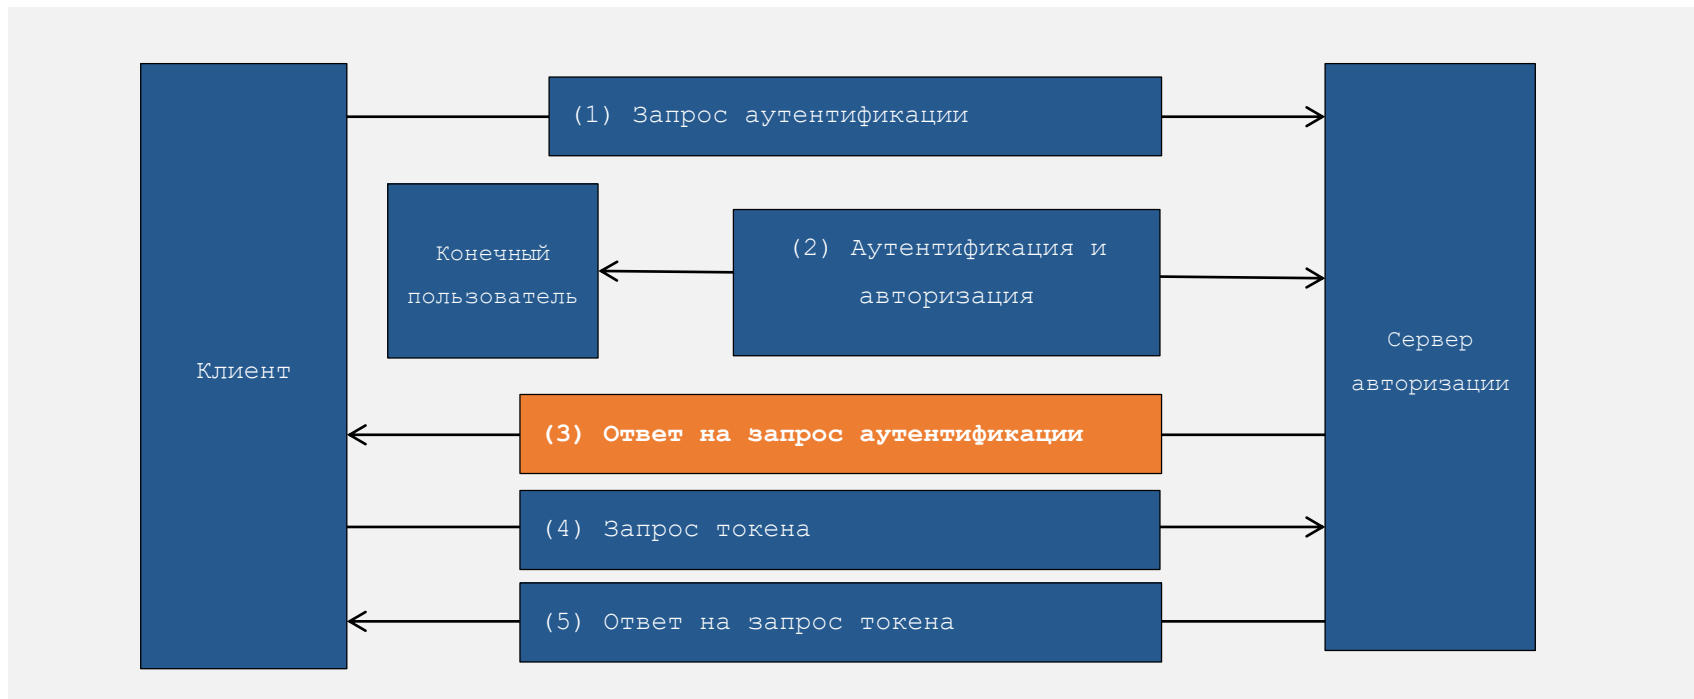 (1) Запрос аутентификации
Конечный
пользователь
(2) Аутентификация и
авторизация
Клиент
Сервер
авторизации
(3) Ответ на запрос аутентификации
(4) Запрос токена
(5) Ответ на запрос токена